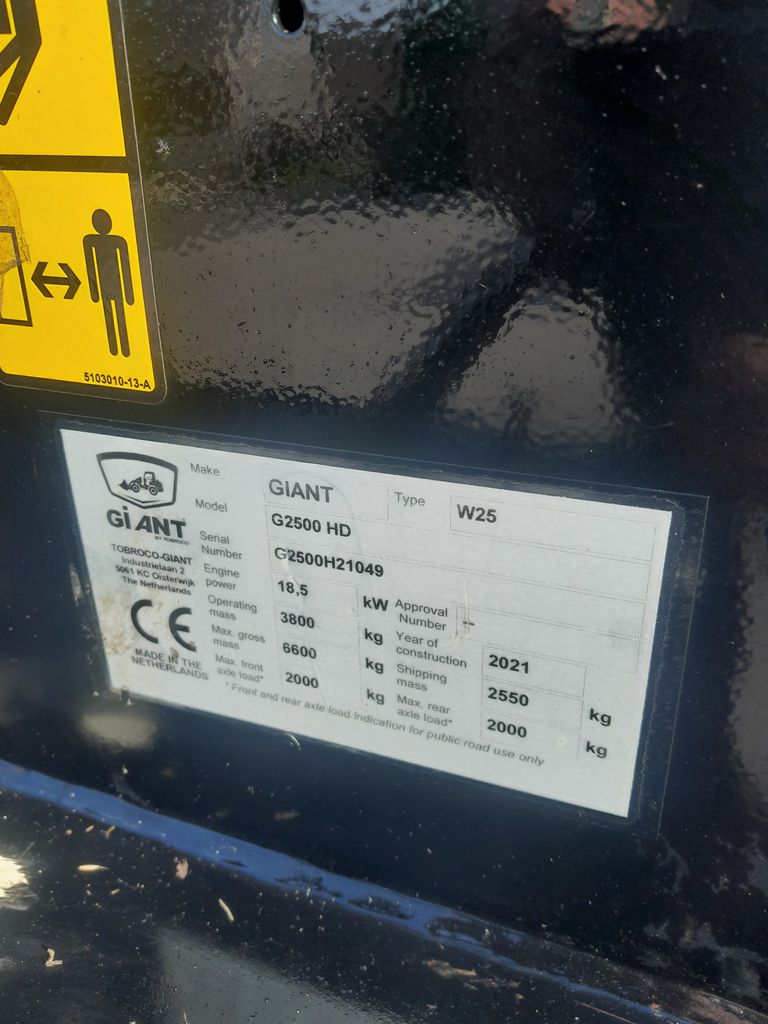 5103010-13-A
GiANT
BY TOBROCO
TOBROCO-GIANT
Industrielaan 2
5061 KC Oisterwijk
The Netherlands
CE
MADE IN THE
NETHERLANDS
Make GiANT Type W25
Model G2500 HD
Serial Number G2500H21049
Engine power 18,5 kW Approval Number --
Operating mass 3800 kg Year of construction 2021
Max. gross mass 6600 kg Shipping mass 2550 kg
Max. front axle load* 2000 kg Max. rear axle load* 2000 kg
* Front and rear axle load indication for public road use only